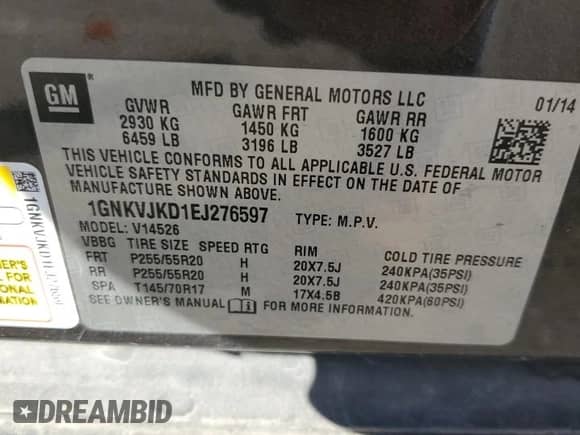 GM
®
MFD BY GENERAL MOTORS LLC
01/14
GVWR GAWR FRT GAWR RR
2930 KG 1450 KG 1600 KG
6459 LB 3196 LB 3527 LB
THIS VEHICLE CONFORMS TO ALL APPLICABLE U.S. FEDERAL MOTOR
VEHICLE SAFETY STANDARDS IN EFFECT ON THE DATE OF
MANUFACTURE SHOWN ABOVE.
1GNKVJKD1EJ276597 TYPE: M.P.V.
MODEL: V14526
VBBG TIRE SIZE SPEED RTG RIM COLD TIRE PRESSURE
FRT P255/55R20 H 20X7.5J 240KPA(35PSI)
RR P255/55R20 H 20X7.5J 240KPA(35PSI)
SPA T145/70R17 M 17X4.5B 420KPA(60PSI)
SEE OWNER'S MANUAL FOR MORE INFORMATION.
1GNKVJKD1EJ276597
ER'S
ONAL
ONAL
DREAMBID